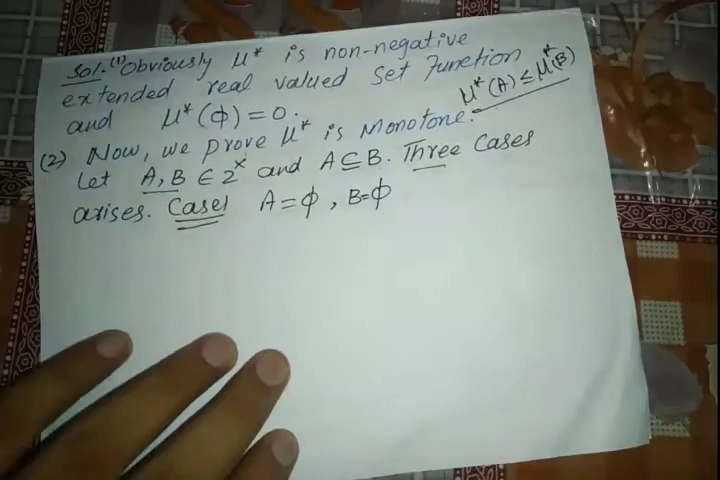 Sol. (1) Obviously μ* is non-negative
extended real valued set function
and μ*(ϕ) = 0.
(2) Now, we prove μ* is Monotone. μ*(A) ≤ μ*(B)
Let A, B ∈ 2^X and A ⊆ B. Three Cases
arises. Case I A = ϕ, B = ϕ